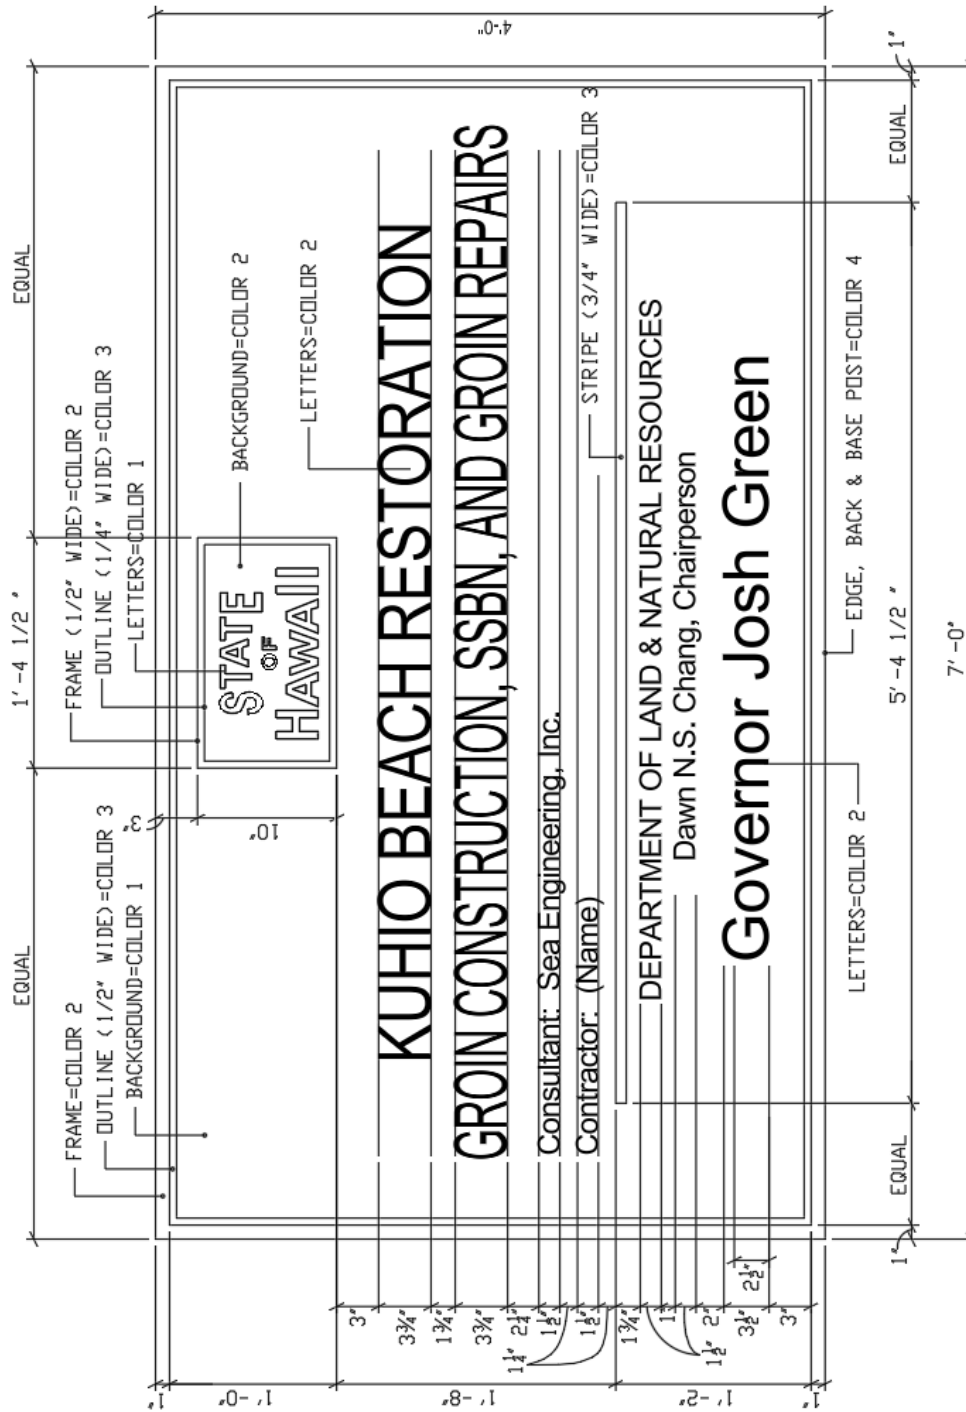 4'-0"
EQUAL
1'-4 1/2 "
EQUAL
FRAME=COLOR 2
OUTLINE (1/2" WIDE)=COLOR 3
BACKGROUND=COLOR 1
FRAME (1/2" WIDE)=COLOR 2
OUTLINE (1/4" WIDE)=COLOR 3
LETTERS=COLOR 1
BACKGROUND=COLOR 2
LETTERS=COLOR 2
3"
10"
STATE
OF
HAWAII
KUHIO BEACH RESTORATION
GROIN CONSTRUCTION, SSBN, AND GROIN REPAIRS
Consultant: Sea Engineering, Inc.
Contractor: (Name)
STRIPE (3/4" WIDE)=COLOR 3
DEPARTMENT OF LAND & NATURAL RESOURCES
Dawn N.S. Chang, Chairperson
Governor Josh Green
LETTERS=COLOR 2
EDGE, BACK & BASE POST=COLOR 4
1"
EQUAL
5'-4 1/2 "
EQUAL
1"
7'-0"
1"
1'-0"
1'-8"
1'-2"
1"
3"
3¾"
1¾"
3¾"
2¼"
1½"
1½"
1¼"
1¾"
1"
1½"
2"
3½"
3"
2½"